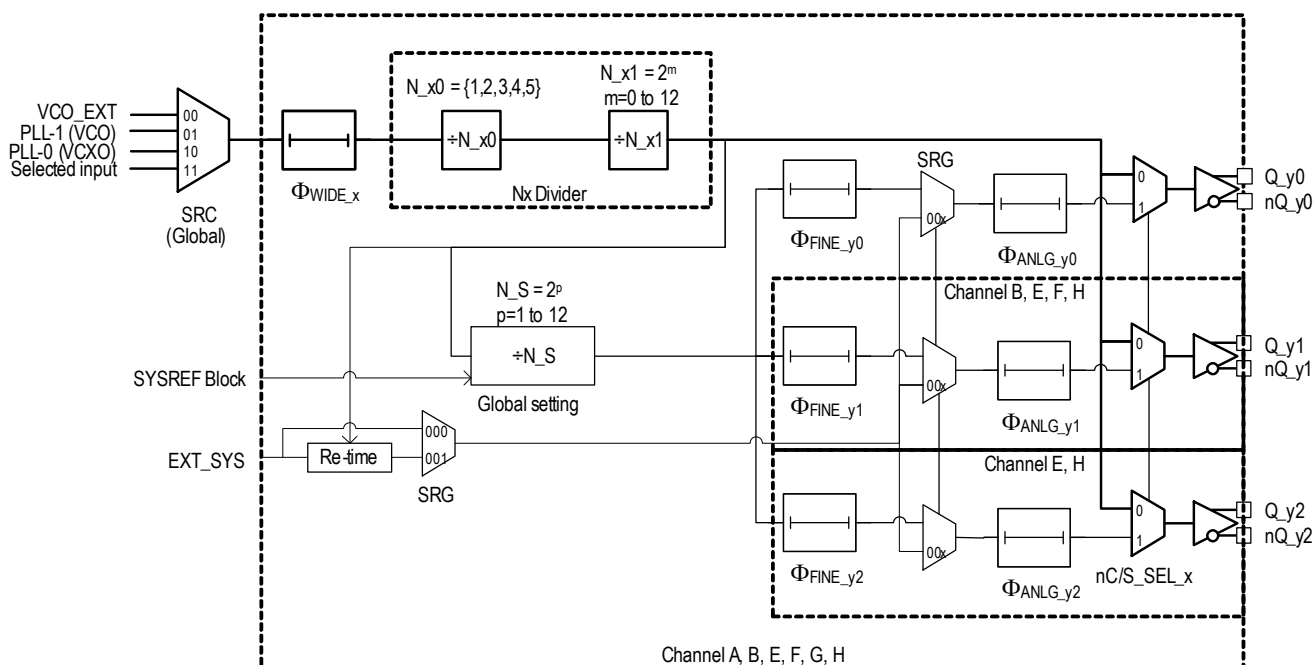 N_x0 = {1,2,3,4,5}
N_x1 = 2ᵐ
m=0 to 12
VCO_EXT
PLL-1 (VCO)
PLL-0 (VCXO)
Selected input
00
01
10
11
SRC
(Global)
ΦWIDE_x
÷N_x0
÷N_x1
Nx Divider
SRG
00x
ΦFINE_y0
ΦANLG_y0
0
1
Q_y0
nQ_y0
Channel B, E, F, H
N_S = 2ᵖ
p=1 to 12
÷N_S
Global setting
SYSREF Block
00x
ΦFINE_y1
ΦANLG_y1
0
1
Q_y1
nQ_y1
EXT_SYS
Re-time
000
001
SRG
Channel E, H
00x
ΦFINE_y2
ΦANLG_y2
0
1
Q_y2
nQ_y2
nC/S_SEL_x
Channel A, B, E, F, G, H